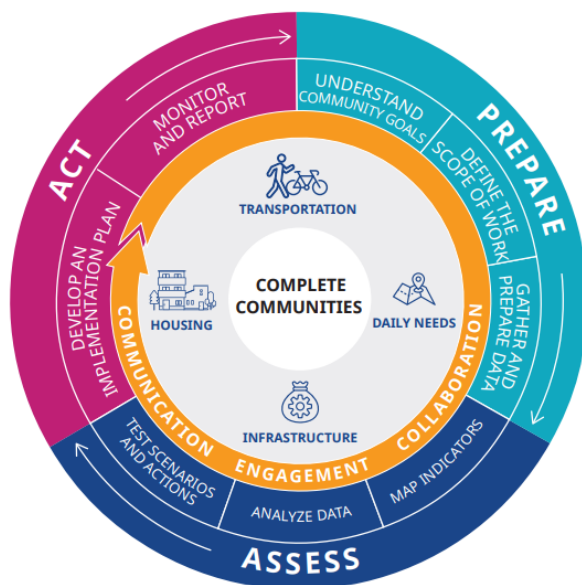 PREPARE
UNDERSTAND
COMMUNITY GOALS
DEFINE THE
SCOPE OF WORK
GATHER AND
PREPARE DATA
ASSESS
MAP INDICATORS
ANALYZE DATA
TEST SCENARIOS
AND ACTIONS
ACT
DEVELOP AN
IMPLEMENTATION PLAN
MONITOR
AND REPORT
COMMUNICATION
ENGAGEMENT
COLLABORATION
TRANSPORTATION
HOUSING
COMPLETE
COMMUNITIES
DAILY NEEDS
INFRASTRUCTURE